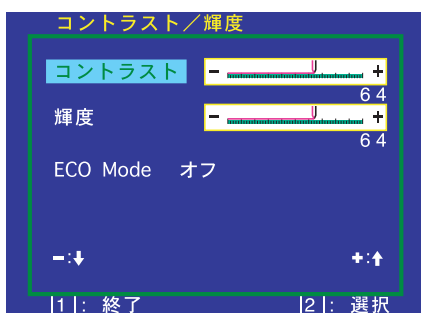 コントラスト／輝度
コントラスト - +
64
輝度 - +
64
ECO Mode オフ
-:↓ +:↑
1: 終了 2: 選択